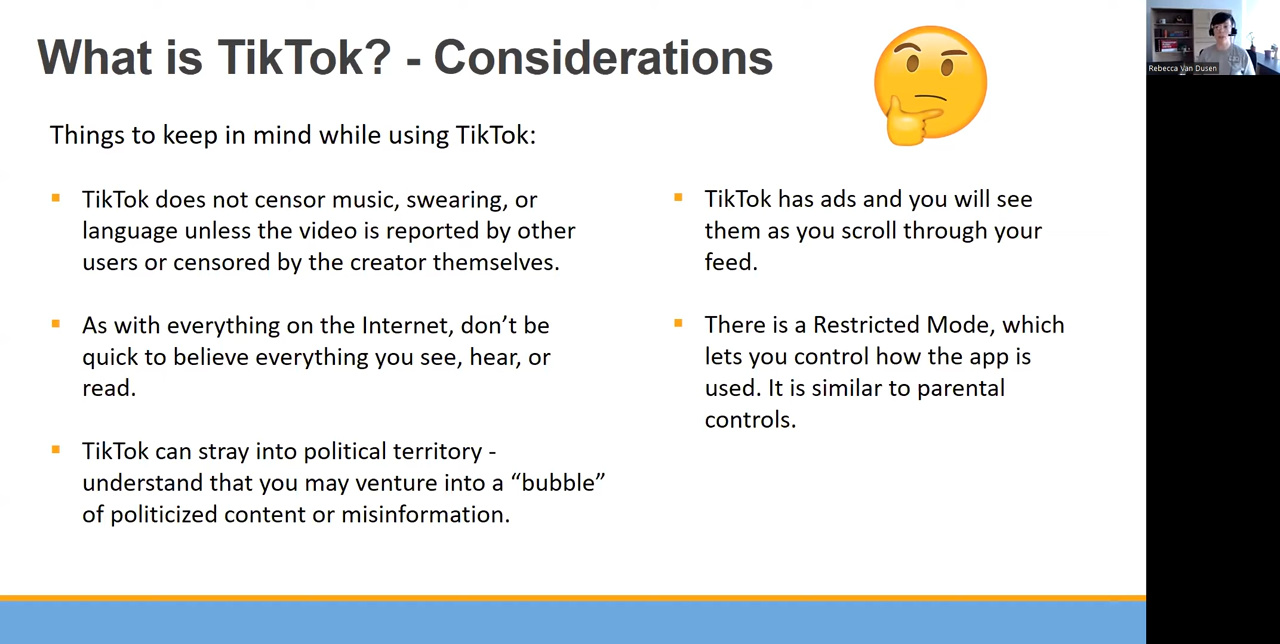 What is TikTok? - Considerations
Things to keep in mind while using TikTok:
TikTok does not censor music, swearing, or
language unless the video is reported by other
users or censored by the creator themselves.
As with everything on the Internet, don’t be
quick to believe everything you see, hear, or
read.
TikTok can stray into political territory -
understand that you may venture into a “bubble”
of politicized content or misinformation.
TikTok has ads and you will see
them as you scroll through your
feed.
There is a Restricted Mode, which
lets you control how the app is
used. It is similar to parental
controls.
Rebecca Van Dusen